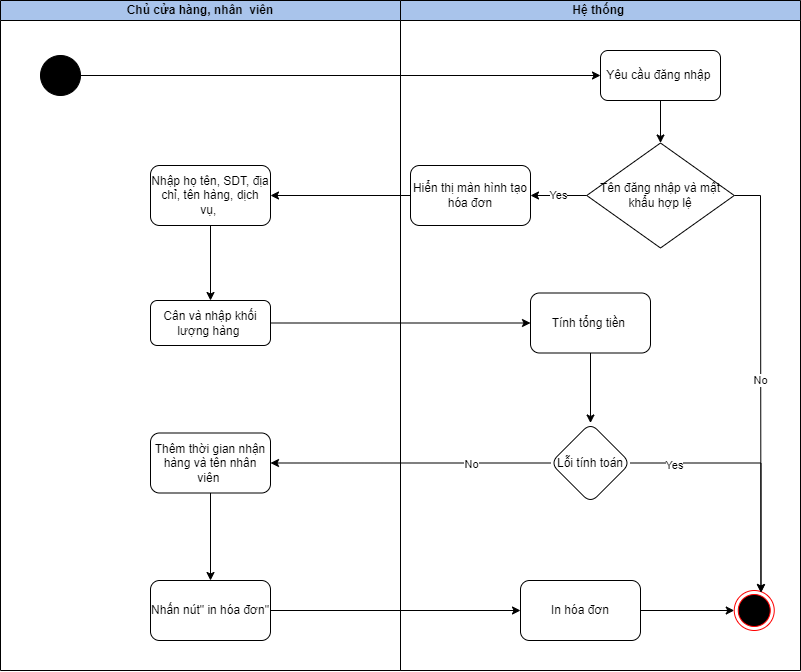 Chủ cửa hàng, nhân viên
Hệ thống
Yêu cầu đăng nhập
Nhập họ tên, SDT, địa
chỉ, tên hàng, dịch
vụ,
Hiển thị màn hình tạo
hóa đơn
Yes
Tên đăng nhập và mật
khẩu hợp lệ
Cân và nhập khối
lượng hàng
Tính tổng tiền
No
Thêm thời gian nhận
hàng và tên nhân
viên
No
Lỗi tính toán
Yes
Nhấn nút" in hóa đơn"
In hóa đơn